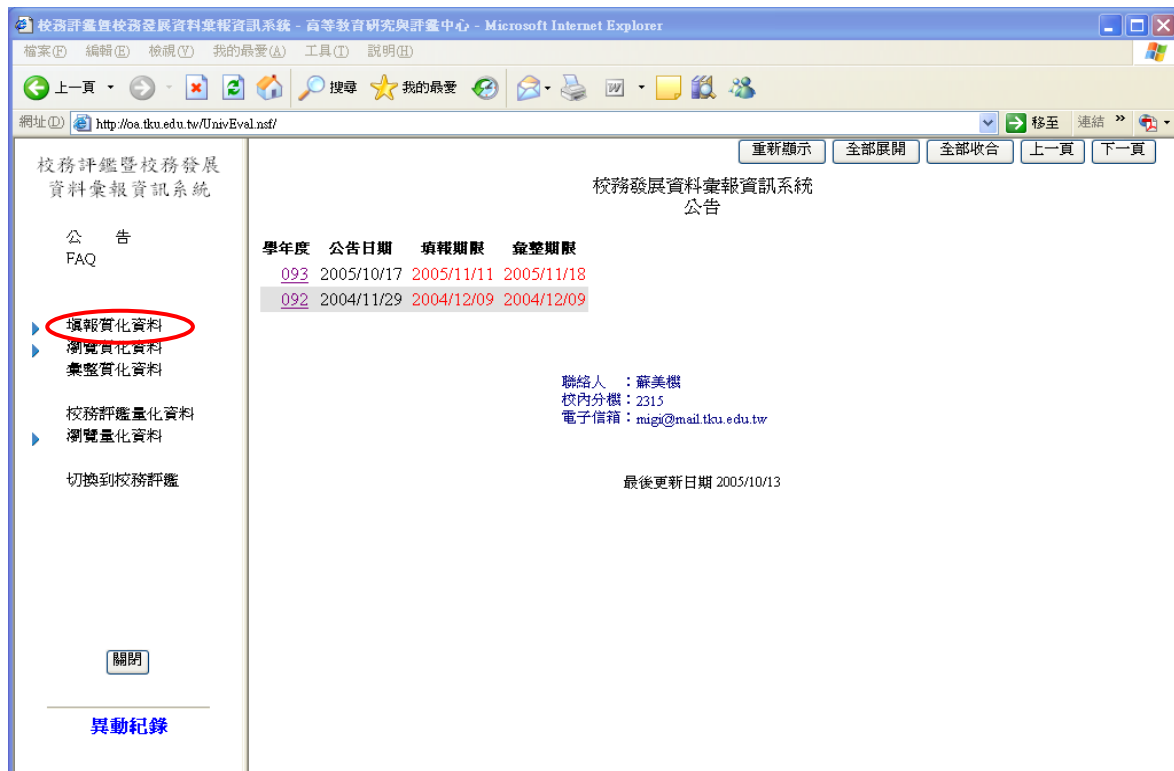 校務評鑑暨校務發展資料彙報資訊系統 - 高等教育研究與評鑑中心 - Microsoft Internet Explorer
檔案(F) 編輯(E) 檢視(V) 我的最愛(A) 工具(T) 說明(H)
上一頁 搜尋 我的最愛
網址(D) http://oa.tku.edu.tw/UnivEval.nsf/ 移至 連結 »
重新顯示 全部展開 全部收合 上一頁 下一頁
校務評鑑暨校務發展
資料彙報資訊系統
公 告
FAQ
填報質化資料
瀏覽質化資料
彙整質化資料
校務評鑑量化資料
瀏覽量化資料
切換到校務評鑑
關閉
異動紀錄
校務發展資料彙報資訊系統
公告
學年度 公告日期 填報期限 彙整期限
093 2005/10/17 2005/11/11 2005/11/18
092 2004/11/29 2004/12/09 2004/12/09
聯絡人 :蘇美機
校內分機:2315
電子信箱:migi@mail.tku.edu.tw
最後更新日期 2005/10/13